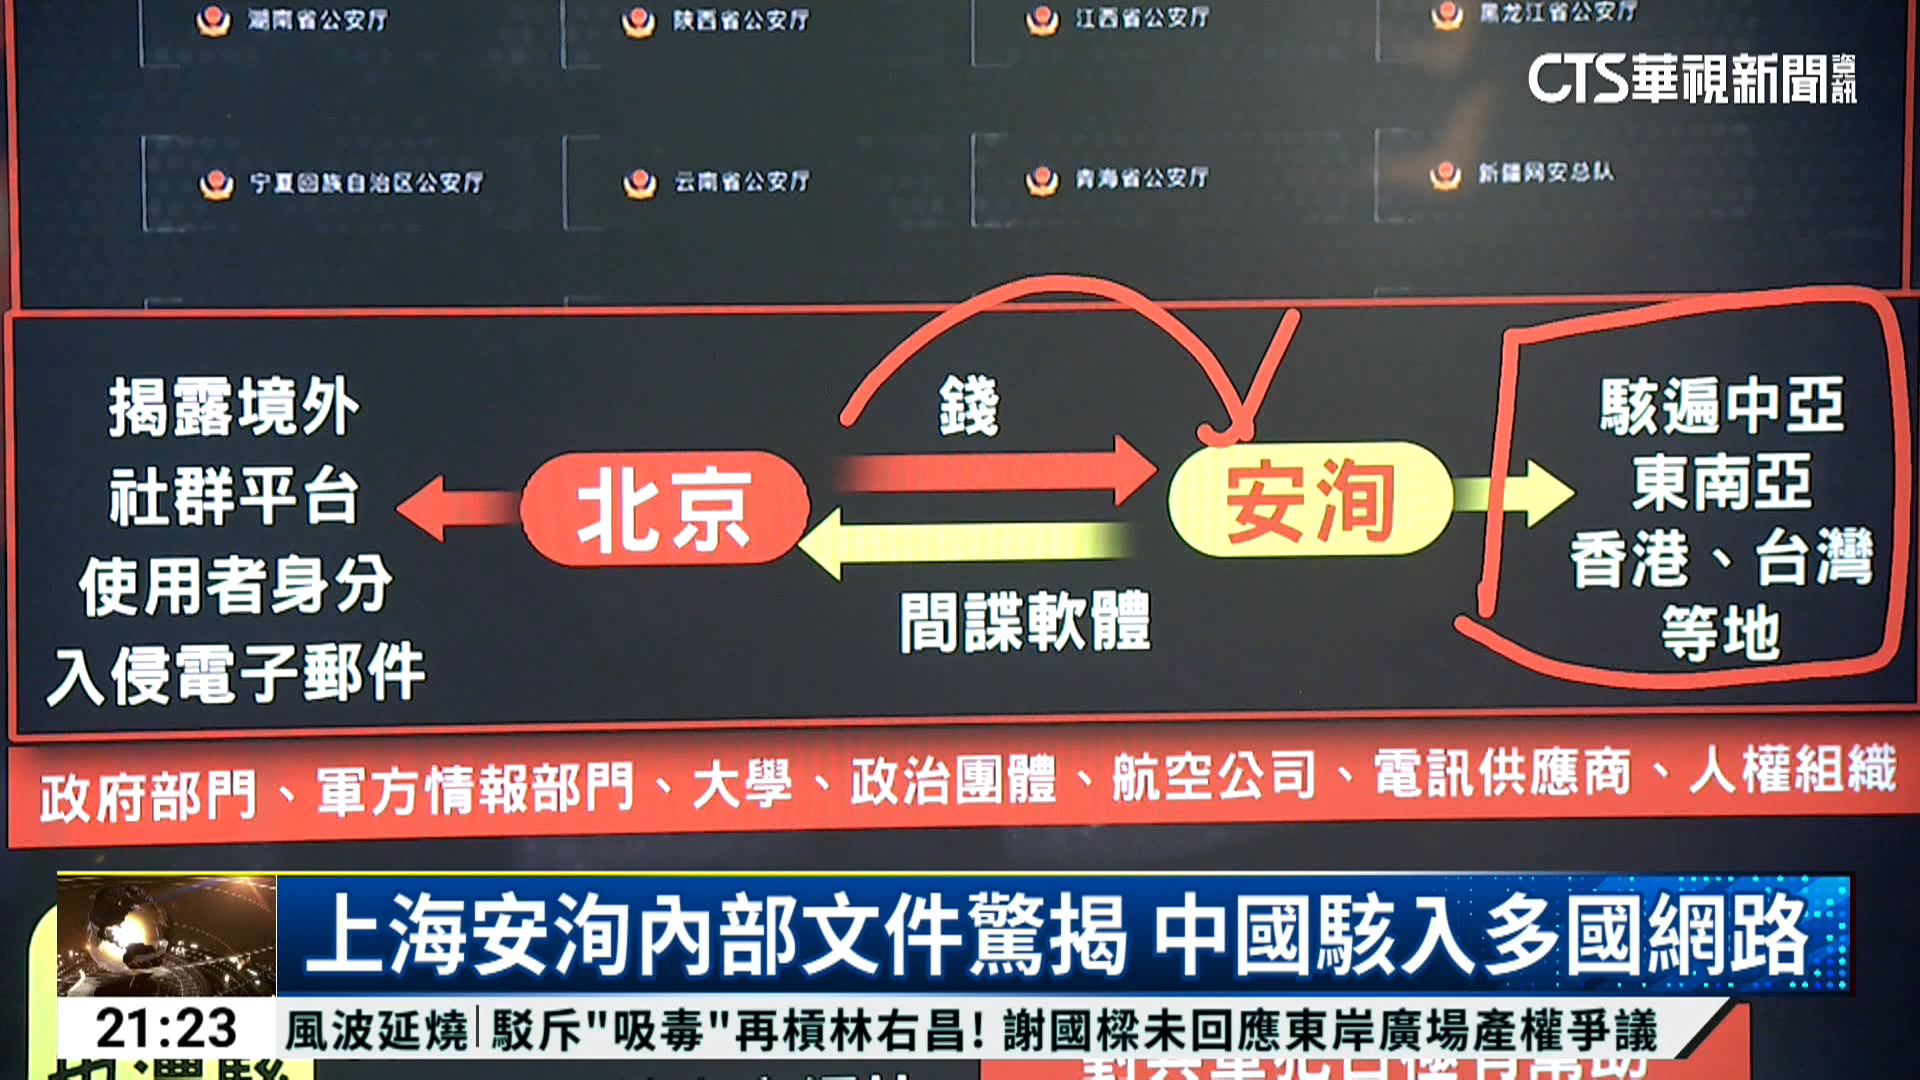 湖南省公安厅
陕西省公安厅
江西省公安厅
黑龙江省公安厅
CTS華視新聞資訊
宁夏回族自治区公安厅
云南省公安厅
青海省公安厅
新疆网安总队
揭露境外
社群平台
使用者身分
入侵電子郵件
北京
錢
間諜軟體
安洵
駭遍中亞
東南亞
香港、台灣
等地
政府部門、軍方情報部門、大學、政治團體、航空公司、電訊供應商、人權組織
上海安洵內部文件驚揭 中國駭入多國網路
21:23
風波延燒 駁斥"吸毒"再槓林右昌! 謝國樑未回應東岸廣場產權爭議